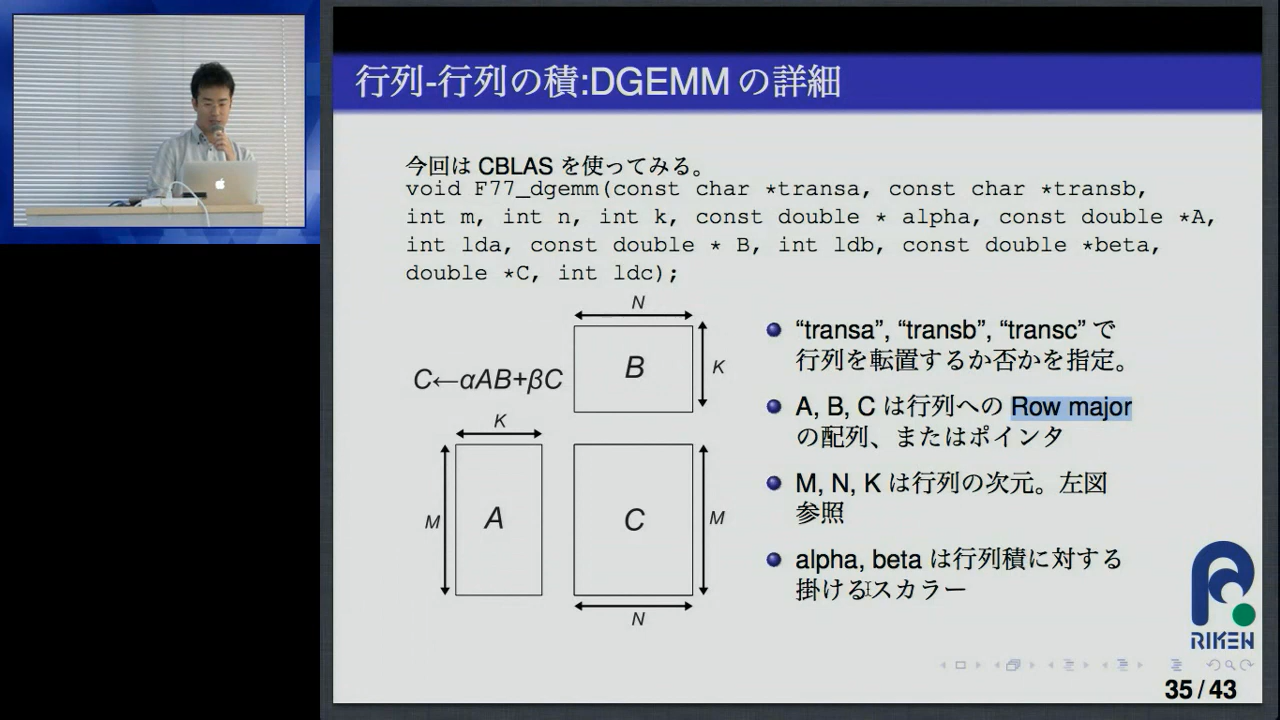 行列-行列の積:DGEMM の詳細
今回は CBLAS を使ってみる。
void F77_dgemm(const char *transa, const char *transb,
int m, int n, int k, const double * alpha, const double *A,
int lda, const double * B, int ldb, const double *beta,
double *C, int ldc);
N
B
K
C←αAB+βC
K
M
A
C
M
N
“transa”, “transb”, “transc” で
行列を転置するか否かを指定。
A, B, C は行列への Row major
の配列、またはポインタ
M, N, K は行列の次元。左図
参照
alpha, beta は行列積に対する
掛けるスカラー
RIKEN
35 / 43